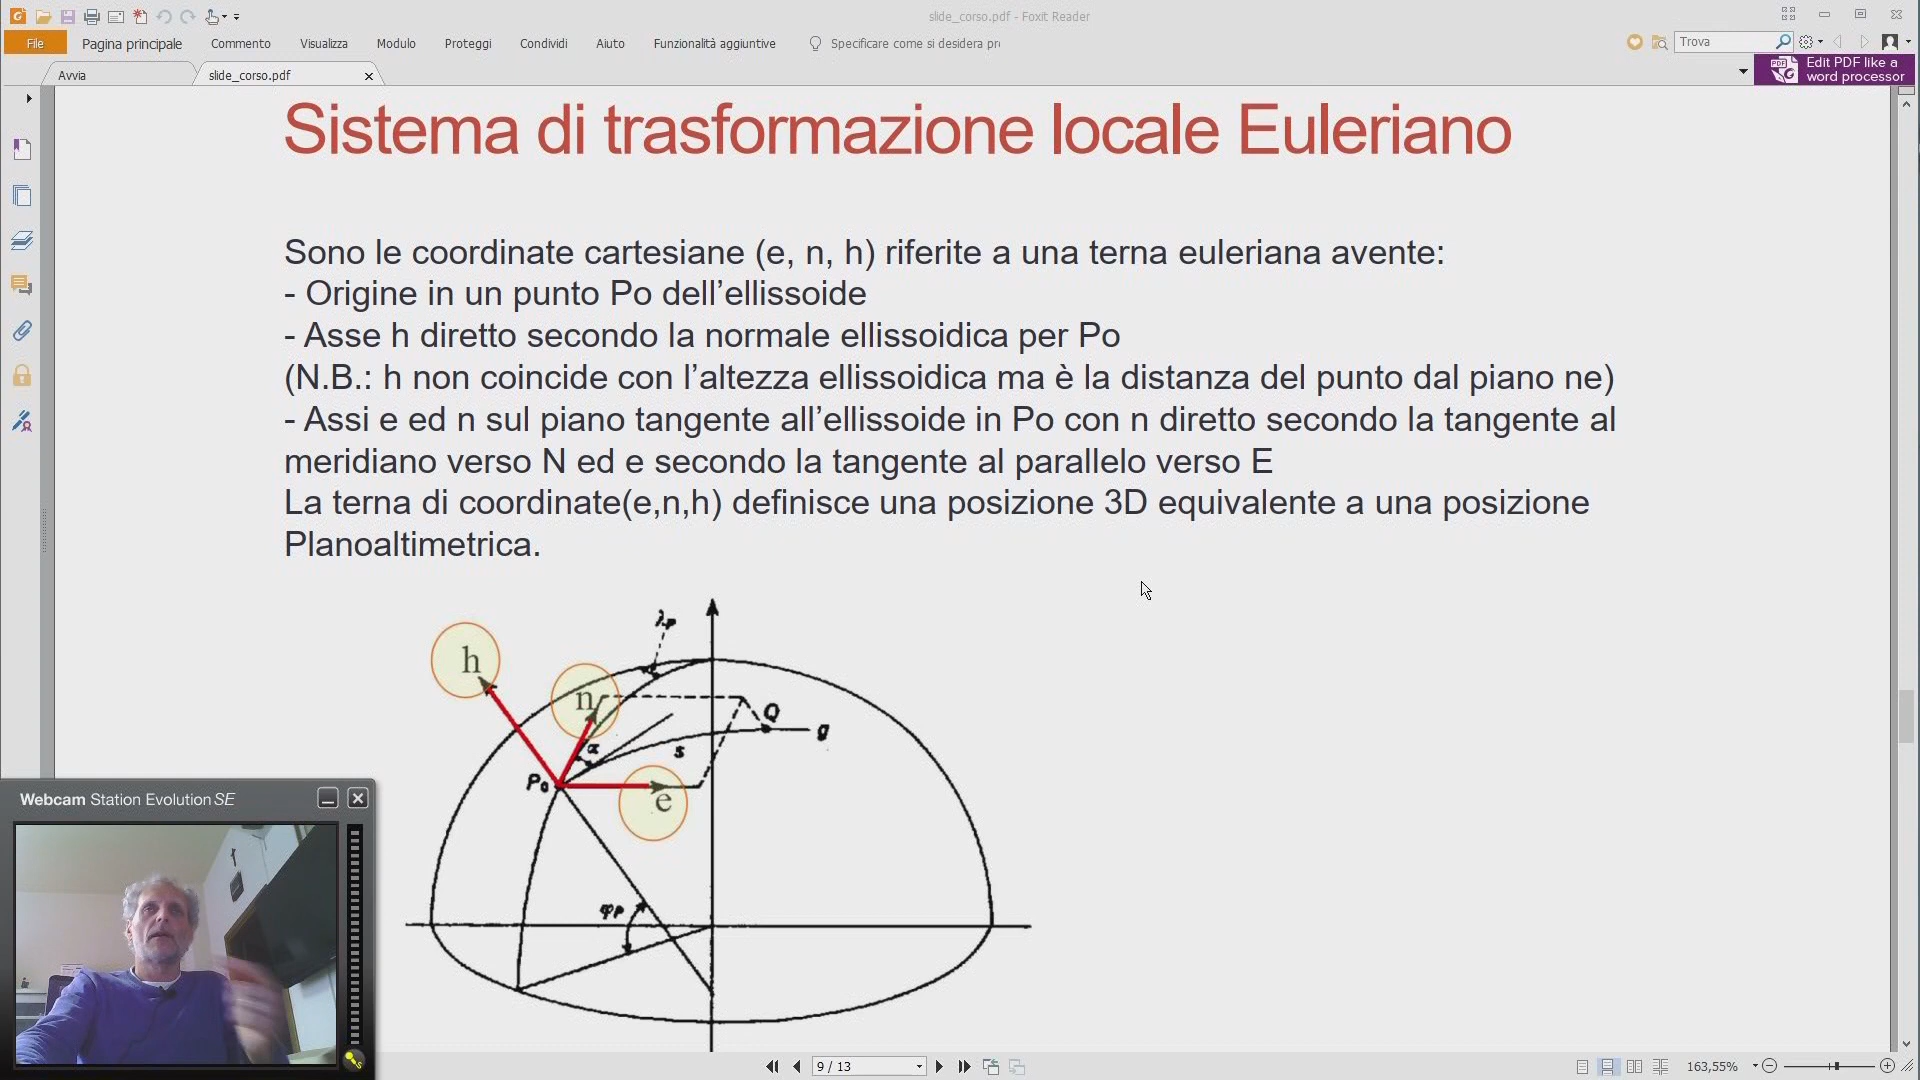 slide_corso.pdf - Foxit Reader
File Pagina principale Commento Visualizza Modulo Proteggi Condividi Aiuto Funzionalità aggiuntive Specificare come si desidera pr Trova
Edit PDF like a
word processor
Avvia slide_corso.pdf
Sistema di trasformazione locale Euleriano
Sono le coordinate cartesiane (e, n, h) riferite a una terna euleriana avente:
- Origine in un punto Po dell’ellissoide
- Asse h diretto secondo la normale ellissoidica per Po
(N.B.: h non coincide con l’altezza ellissoidica ma è la distanza del punto dal piano ne)
- Assi e ed n sul piano tangente all’ellissoide in Po con n diretto secondo la tangente al
meridiano verso N ed e secondo la tangente al parallelo verso E
La terna di coordinate(e,n,h) definisce una posizione 3D equivalente a una posizione
Planoaltimetrica.
λp
h
n
Q
g
α
s
Po
e
φp
Webcam Station Evolution SE
9 / 13
163,55%